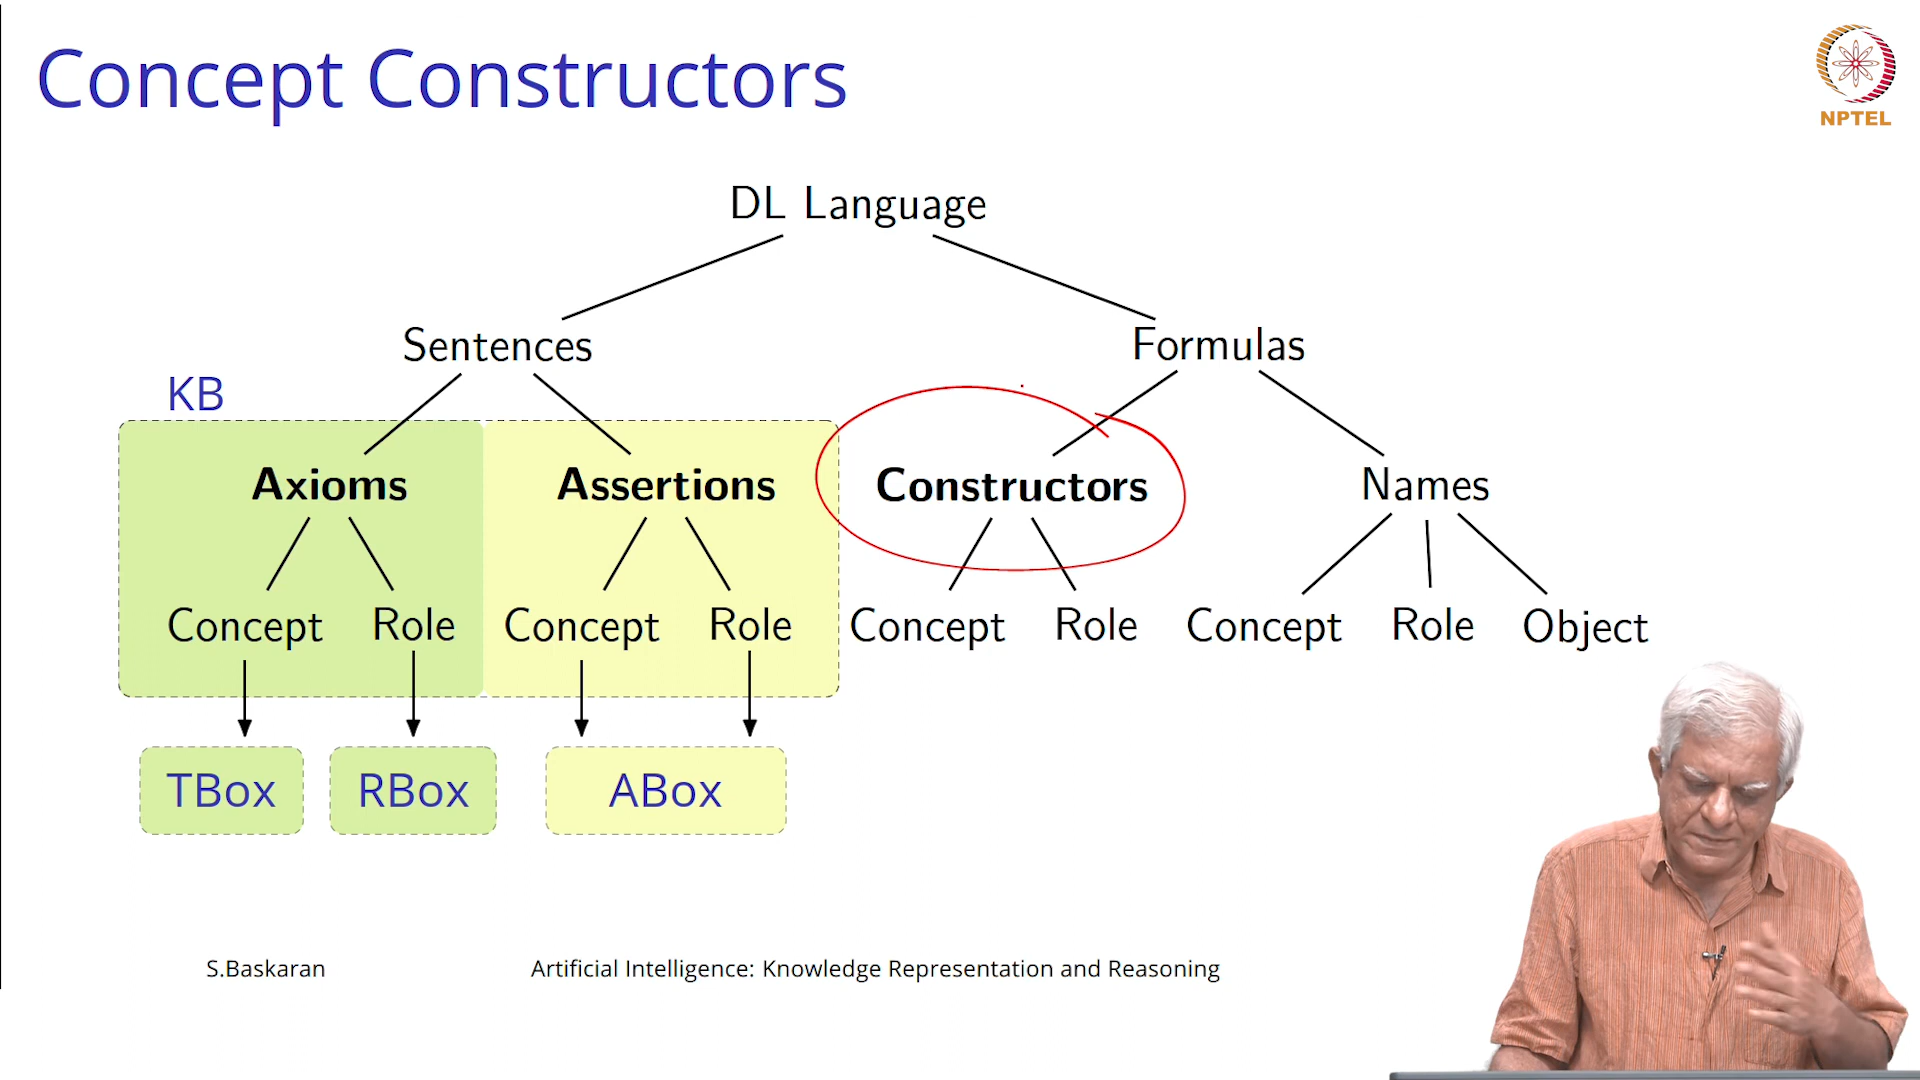 Concept Constructors
NPTEL
DL Language
Sentences
Formulas
KB
Axioms
Assertions
Constructors
Names
Concept
Role
Concept
Role
Concept
Role
Concept
Role
Object
TBox
RBox
ABox
S.Baskaran
Artificial Intelligence: Knowledge Representation and Reasoning